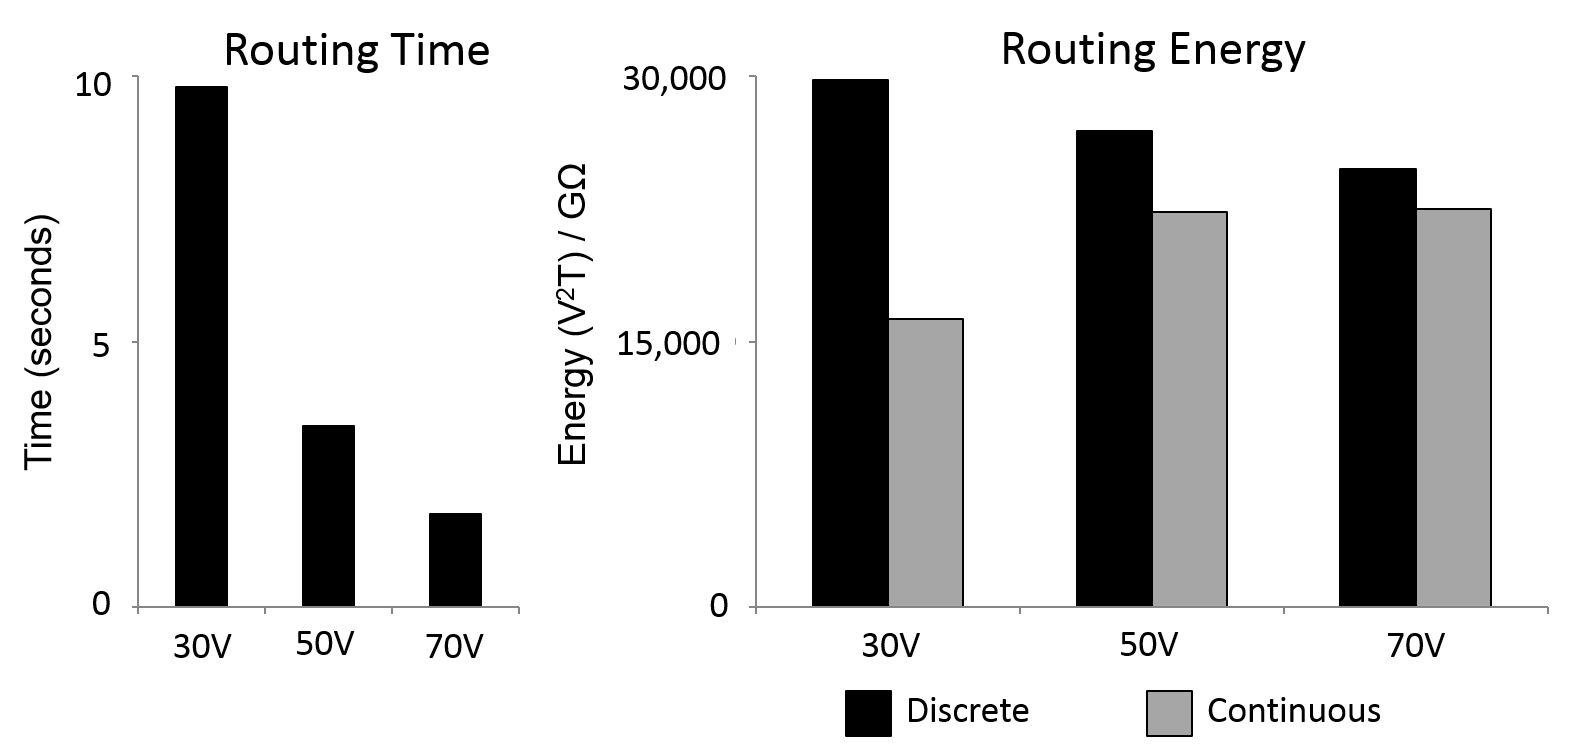 Routing Time
10
5
0
Time (seconds)
30V
50V
70V
Routing Energy
30,000
15,000
0
Energy (V²T) / GΩ
30V
50V
70V
Discrete
Continuous